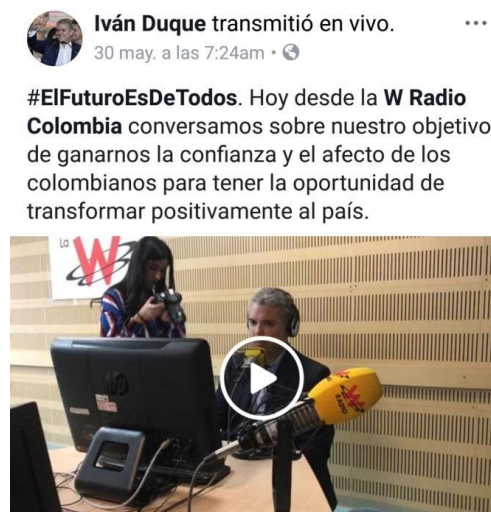 Iván Duque transmitió en vivo.
30 may. a las 7:24am
#ElFuturoEsDeTodos. Hoy desde la W Radio
Colombia conversamos sobre nuestro objetivo
de ganarnos la confianza y el afecto de los
colombianos para tener la oportunidad de
transformar positivamente al país.
La
W
hp
W
RADIO